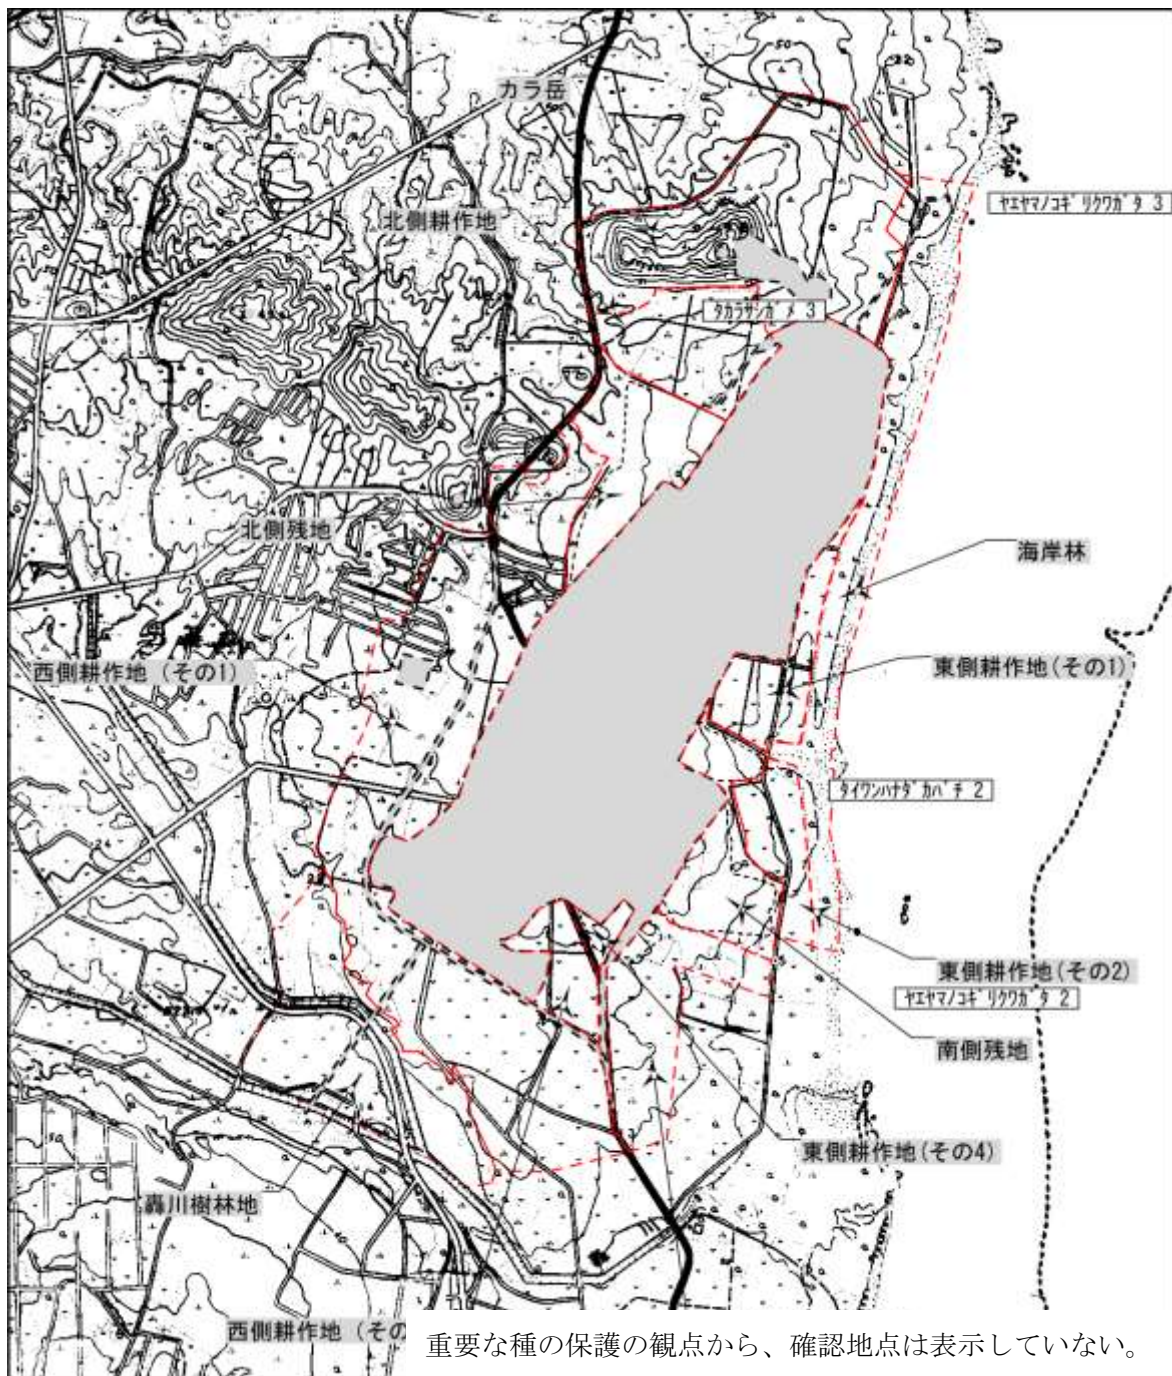 カラ岳
ﾔｴﾔﾏﾉｺｷﾞﾘｸﾜｶﾞﾀ 3
北側耕作地
ﾀｶﾗｻﾝｶﾞﾒ 3
北側残地
海岸林
西側耕作地 (その1)
東側耕作地(その1)
ﾀｲﾜﾝﾊﾅﾀﾞｶﾊﾞﾁ 2
東側耕作地(その2)
ﾔｴﾔﾏﾉｺｷﾞﾘｸﾜｶﾞﾀ 2
南側残地
東側耕作地(その4)
轟川樹林地
西側耕作地 (その
重要な種の保護の観点から、確認地点は表示していない。